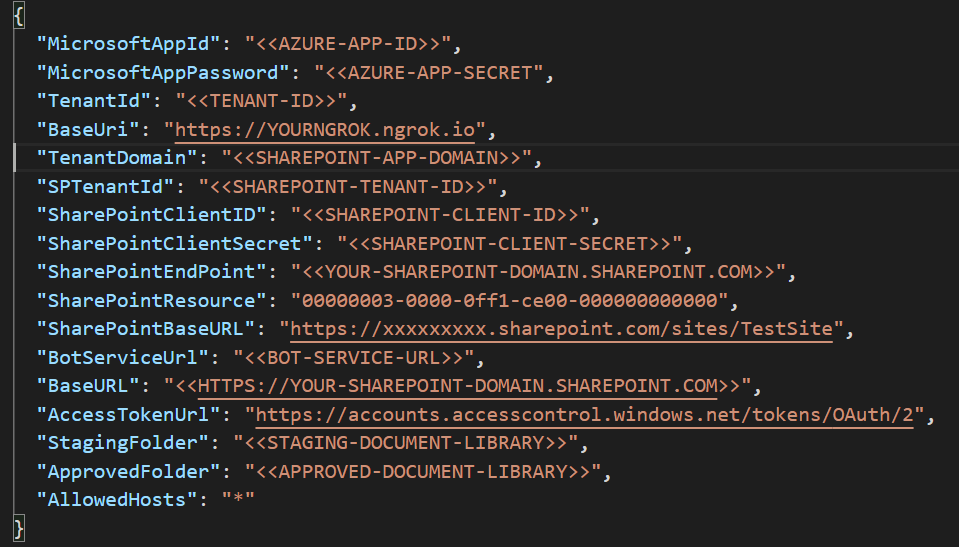 {
"MicrosoftAppId": "<<AZURE-APP-ID>>",
"MicrosoftAppPassword": "<<AZURE-APP-SECRET",
"TenantId": "<<TENANT-ID>>",
"BaseUri": "https://YOURNGROK.ngrok.io",
"TenantDomain": "<<SHAREPOINT-APP-DOMAIN>>",
"SPTenantId": "<<SHAREPOINT-TENANT-ID>>",
"SharePointClientID": "<<SHAREPOINT-CLIENT-ID>>",
"SharePointClientSecret": "<<SHAREPOINT-CLIENT-SECRET>>",
"SharePointEndPoint": "<<YOUR-SHAREPOINT-DOMAIN.SHAREPOINT.COM>>",
"SharePointResource": "00000003-0000-0ff1-ce00-000000000000",
"SharePointBaseURL": "https://xxxxxxxxx.sharepoint.com/sites/TestSite",
"BotServiceUrl": "<<BOT-SERVICE-URL>>",
"BaseURL": "<<HTTPS://YOUR-SHAREPOINT-DOMAIN.SHAREPOINT.COM>>",
"AccessTokenUrl": "https://accounts.accesscontrol.windows.net/tokens/OAuth/2",
"StagingFolder": "<<STAGING-DOCUMENT-LIBRARY>>",
"ApprovedFolder": "<<APPROVED-DOCUMENT-LIBRARY>>",
"AllowedHosts": "*"
}